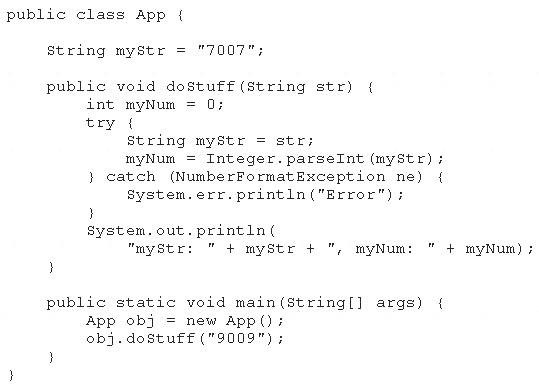 public class App {
String myStr = "7007";
public void doStuff(String str) {
int myNum = 0;
try {
String myStr = str;
myNum = Integer.parseInt(myStr);
} catch (NumberFormatException ne) {
System.err.println("Error");
}
System.out.println(
"myStr: " + myStr + ", myNum: " + myNum);
}
public static void main(String[] args) {
App obj = new App();
obj.doStuff("9009");
}
}